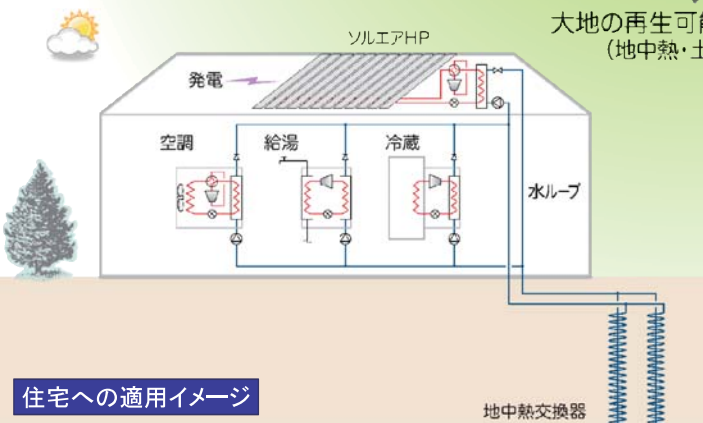 大地の再生可
(地中熱・土
ソルエアHP
発電
空調
給湯
冷蔵
水ループ
住宅への適用イメージ
地中熱交換器